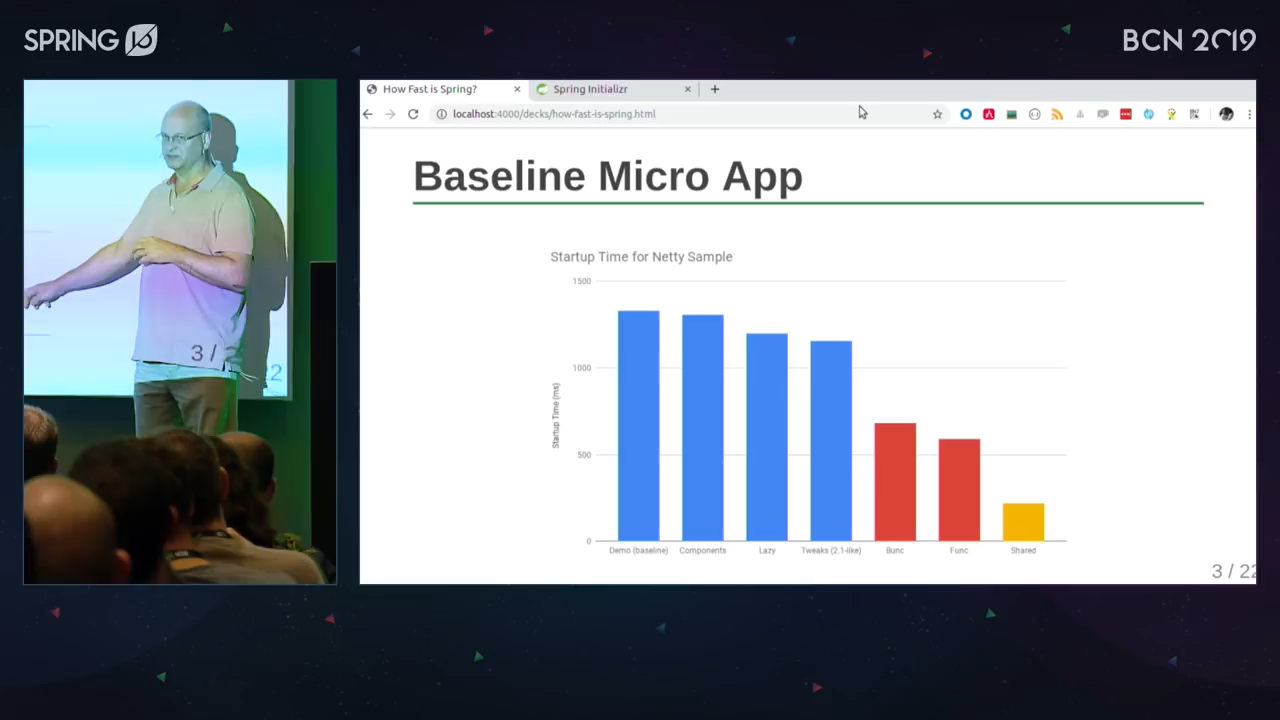 SPRING IO
BCN 2019
How Fast is Spring?
Spring Initializr
localhost:4000/decks/how-fast-is-spring.html
Baseline Micro App
Startup Time for Netty Sample
1500
1000
500
0
Startup Time (ms)
Demo (baseline)
Components
Lazy
Tweaks (2.1-like)
Bunc
Func
Shared
3 / 22
3 /
22